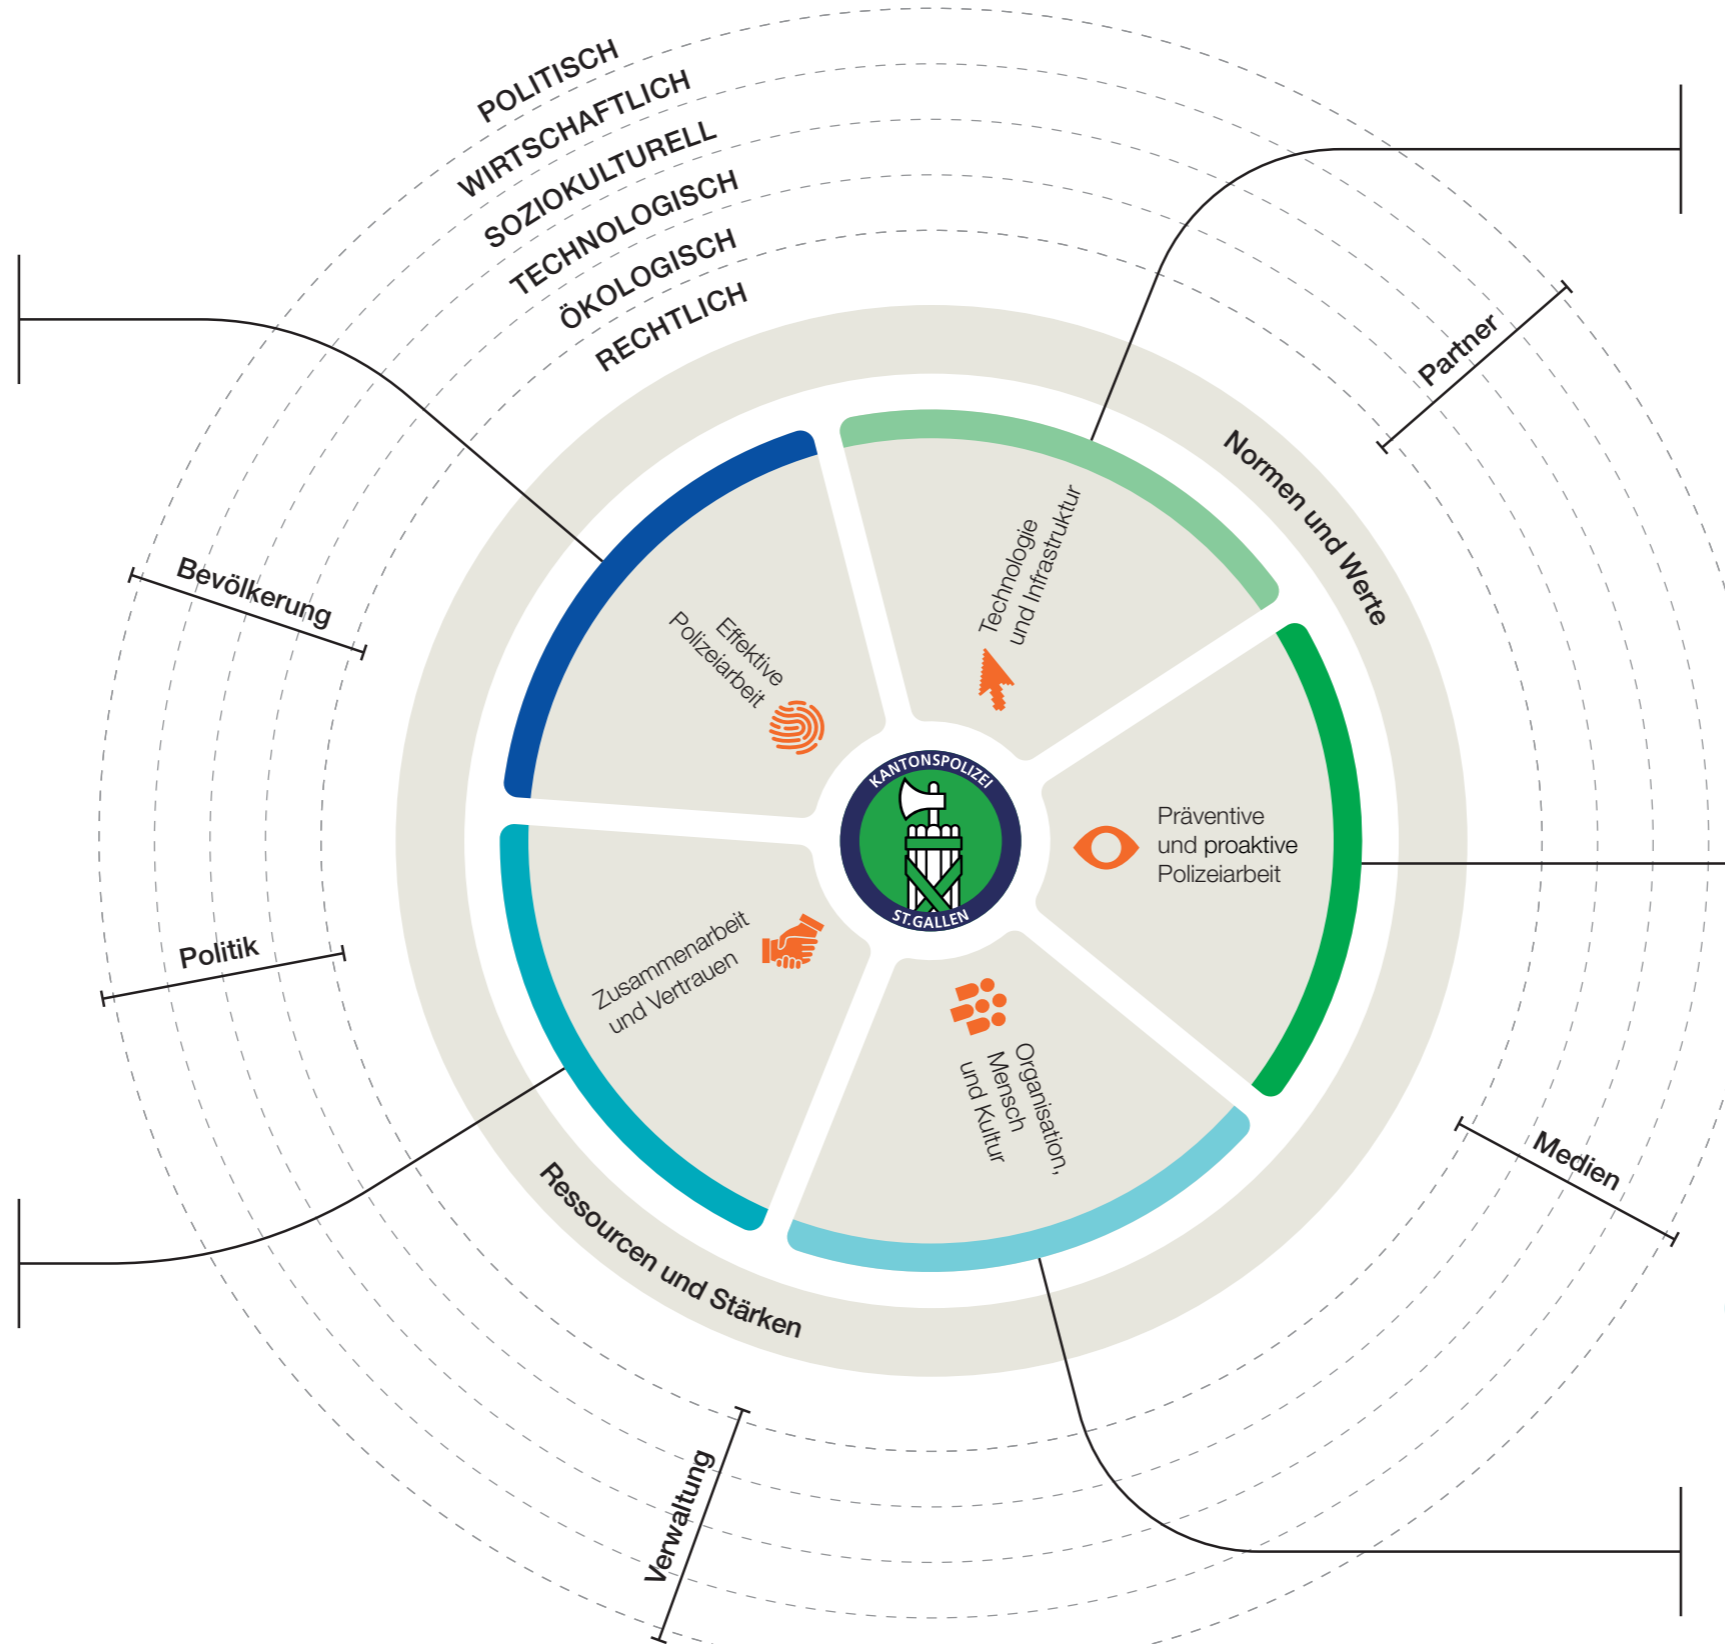 POLITISCH
WIRTSCHAFTLICH
SOZIOKULTURELL
TECHNOLOGISCH
ÖKOLOGISCH
RECHTLICH
Partner
Normen und Werte
Bevölkerung
Technologie
und Infrastruktur
Effektive
Polizeiarbeit
KANTONSPOLIZEI
ST.GALLEN
Präventive
und proaktive
Polizeiarbeit
Zusammenarbeit
und Vertrauen
Politik
Organisation,
Mensch
und Kultur
Medien
Ressourcen und Stärken
Verwaltung